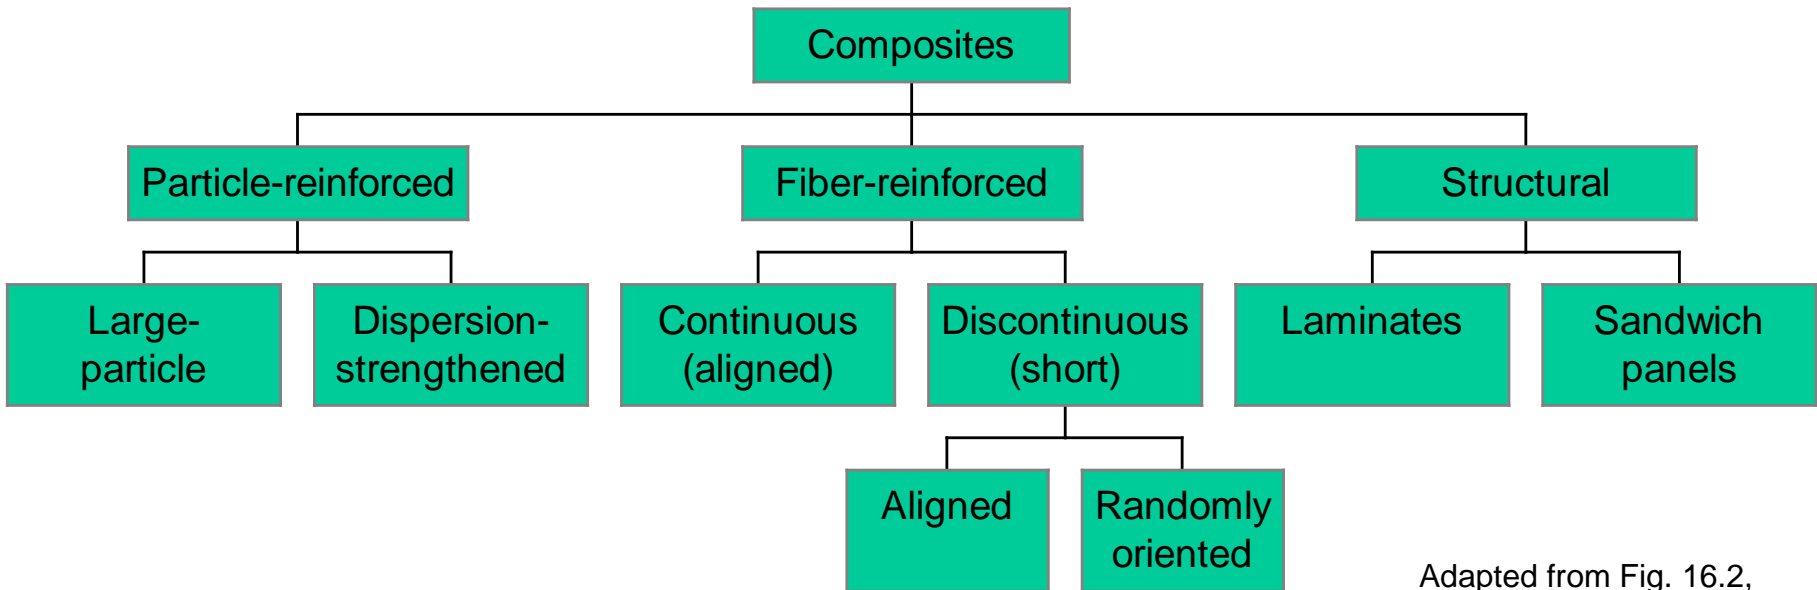 Composites
Particle-reinforced
Fiber-reinforced
Structural
Large-
particle
Dispersion-
strengthened
Continuous
(aligned)
Discontinuous
(short)
Laminates
Sandwich
panels
Aligned
Randomly
oriented
Adapted from Fig. 16.2,